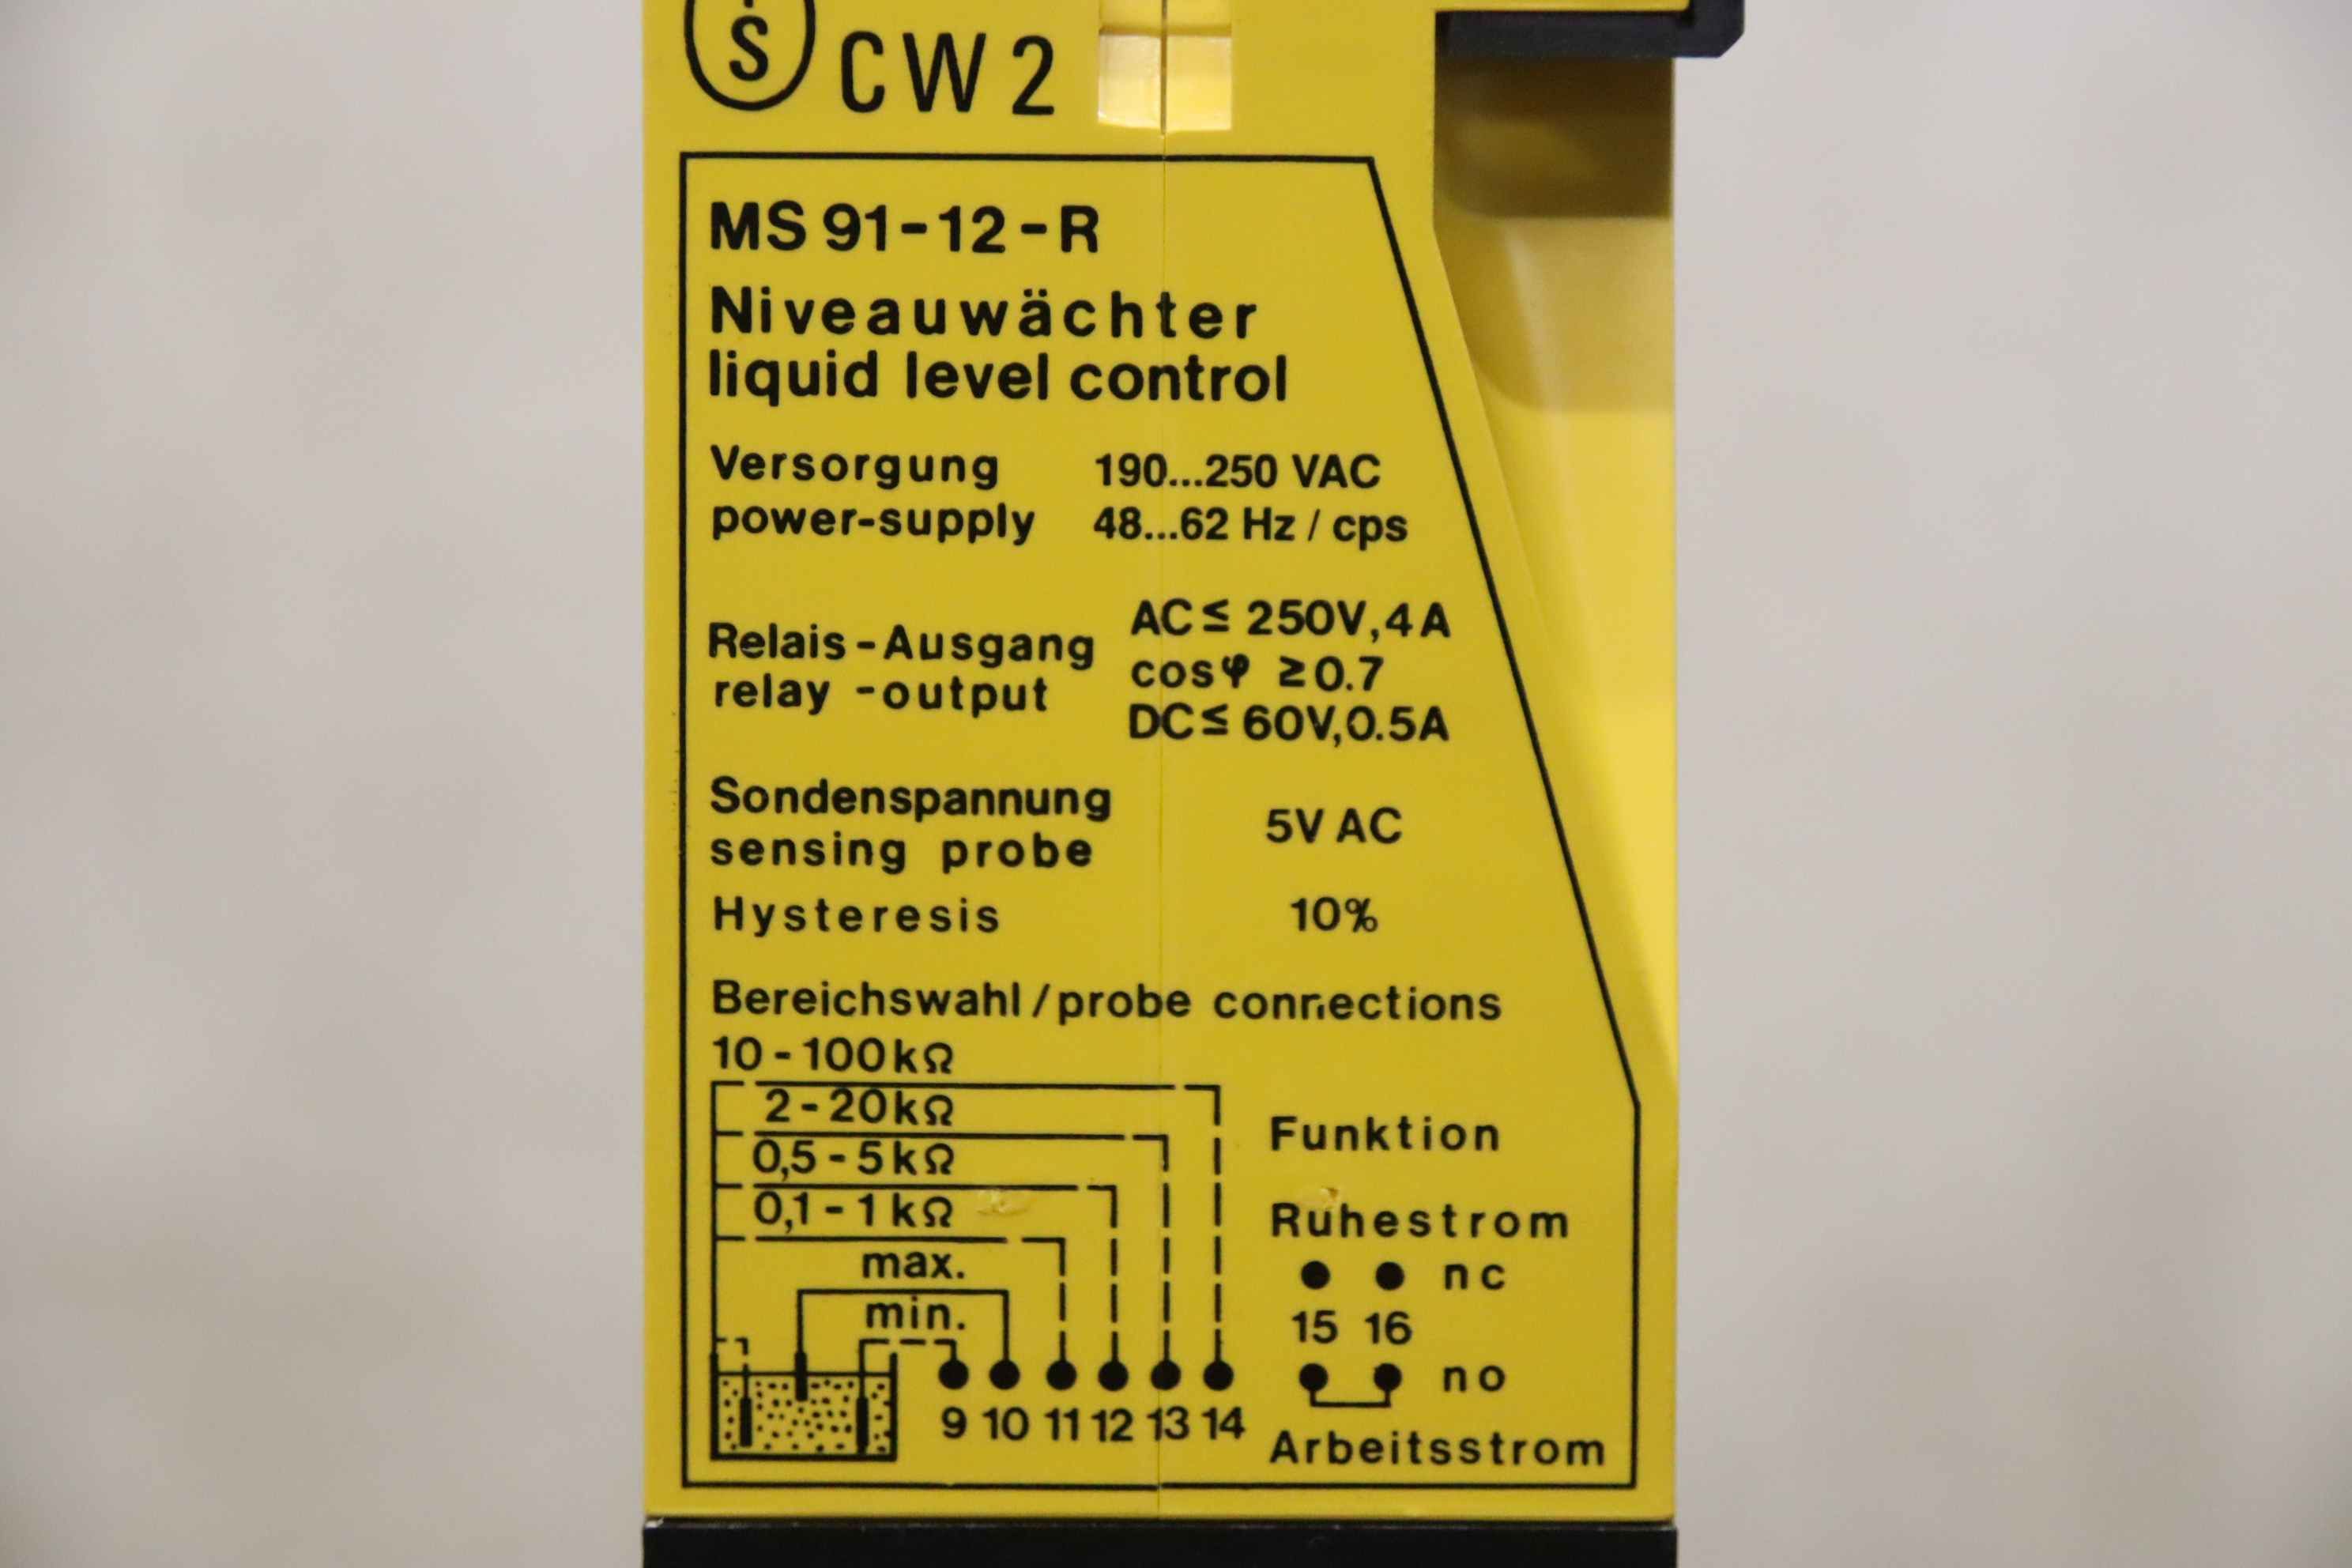 S CW2
MS 91-12-R
Niveauwächter
liquid level control
Versorgung 190...250 VAC
power-supply 48...62 Hz / cps
AC ≤ 250V,4A
Relais-Ausgang
cosφ ≥0.7
relay -output
DC ≤ 60V,0.5A
Sondenspannung
5V AC
sensing probe
Hysteresis 10%
Bereichswahl / probe connections
10-100kΩ
2-20kΩ
Funktion
0,5-5kΩ
0,1-1kΩ
Ruhestrom
max.
nc
min.
15 16
no
9 10 11 12 13 14
Arbeitsstrom